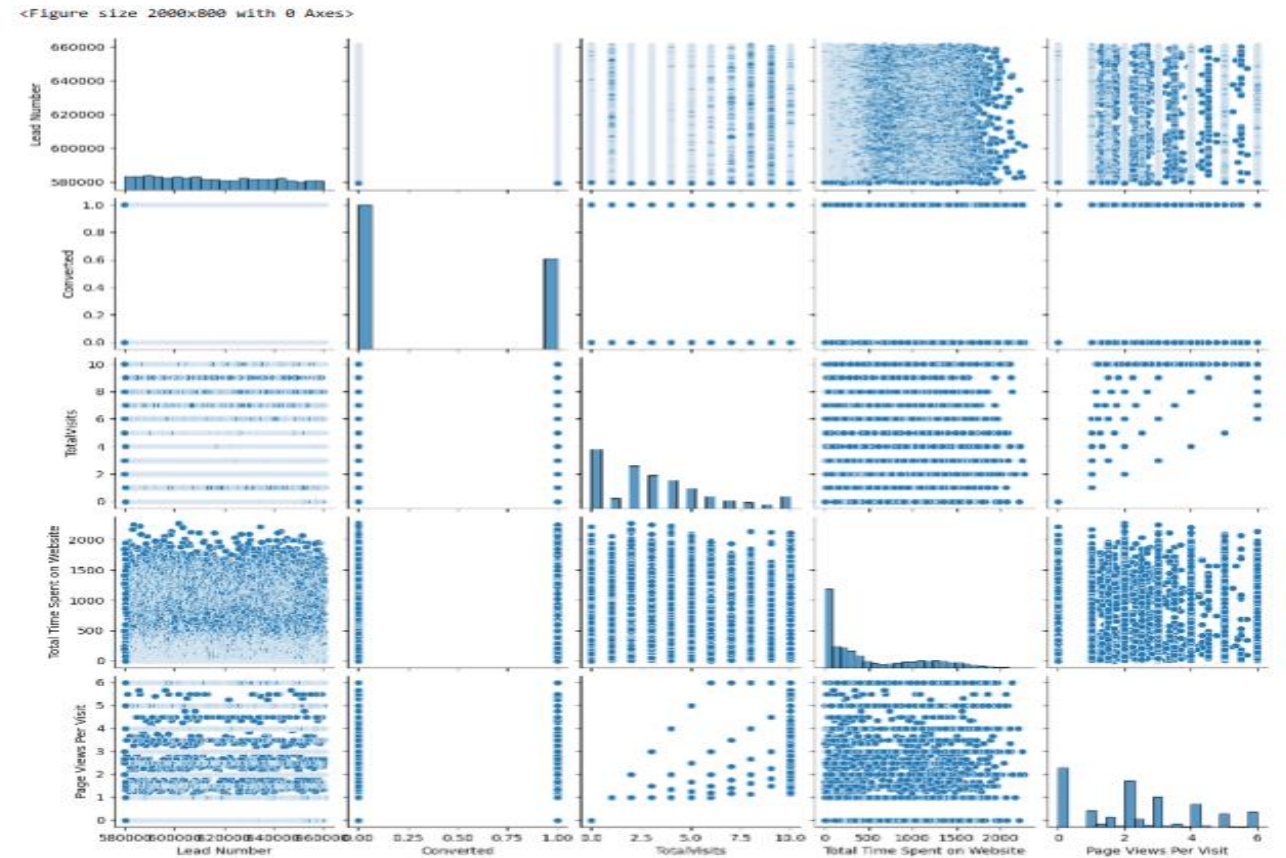 <Figure size 2000x800 with 0 Axes>
660000
640000
620000
600000
580000
Lead Number
1.0
0.8
0.6
0.4
0.2
0.0
Converted
10
8
6
4
2
0
TotalVisits
2000
1500
1000
500
0
Total Time Spent on Website
6
5
4
3
2
1
0
Page Views Per Visit
580000 600000 620000 640000 660000
Lead Number
0.00 0.25 0.50 0.75 1.00
Converted
0.0 2.5 5.0 7.5 10.0
TotalVisits
0 500 1000 1500 2000
Total Time Spent on Website
0 2 4 6
Page Views Per Visit